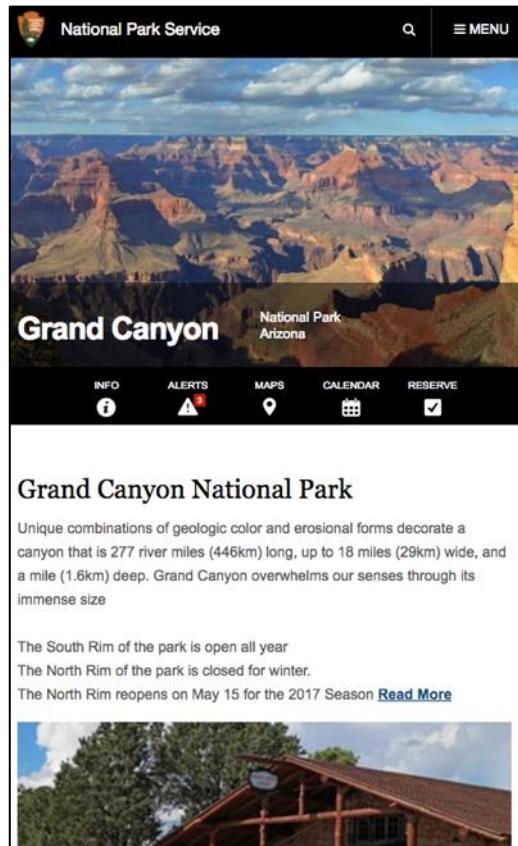 National Park Service
≡ MENU
Grand Canyon
National Park
Arizona
INFO
ALERTS
MAPS
CALENDAR
RESERVE
3
Grand Canyon National Park
Unique combinations of geologic color and erosional forms decorate a
canyon that is 277 river miles (446km) long, up to 18 miles (29km) wide, and
a mile (1.6km) deep. Grand Canyon overwhelms our senses through its
immense size
The South Rim of the park is open all year
The North Rim of the park is closed for winter.
The North Rim reopens on May 15 for the 2017 Season Read More